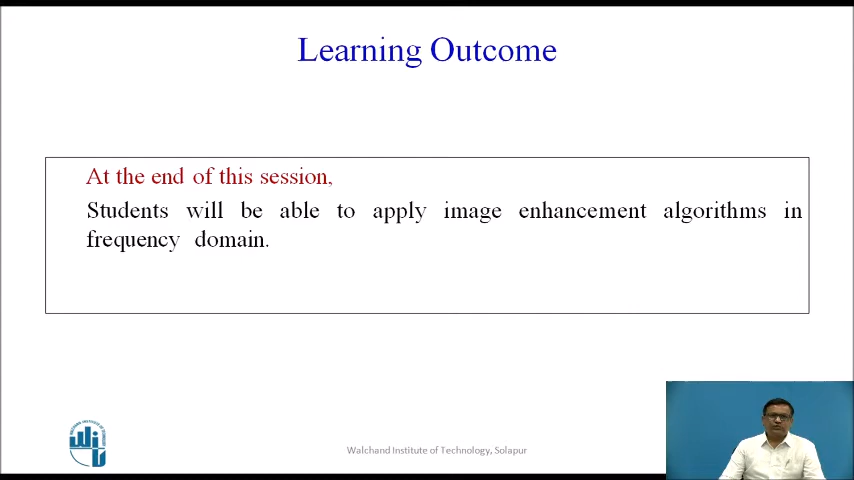 Learning Outcome
At the end of this session,
Students will be able to apply image enhancement algorithms in
frequency domain.
Walchand Institute of Technology, Solapur